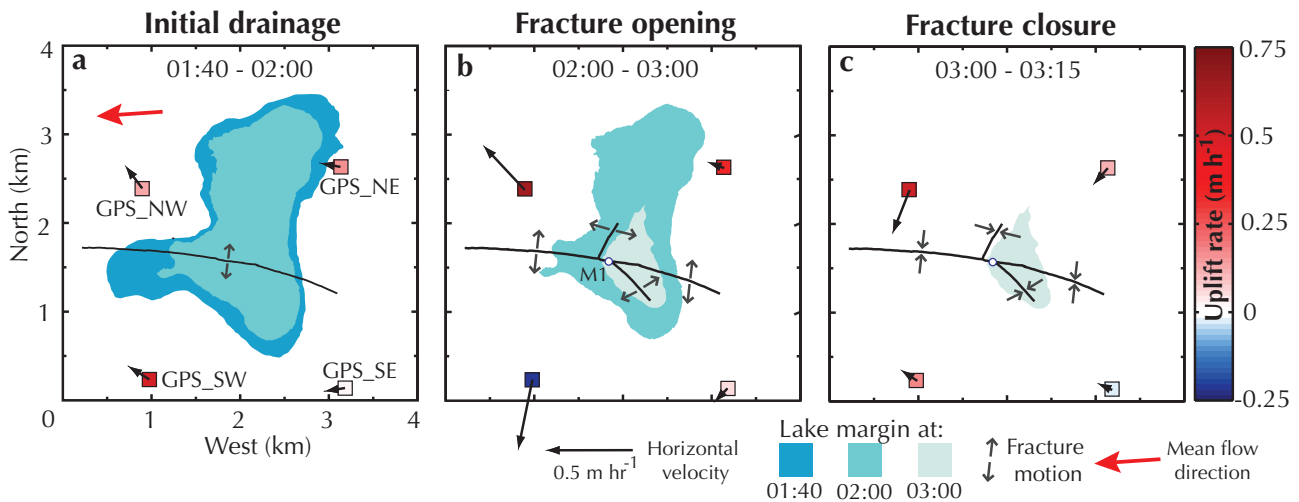 Initial drainage
Fracture opening
Fracture closure
a
01:40 - 02:00
b
02:00 - 03:00
c
03:00 - 03:15
4
3
2
1
0
North (km)
GPS_NW
GPS_NE
GPS_SW
GPS_SE
M1
1
2
3
4
West (km)
0.75
0.5
0.25
0
-0.25
Uplift rate (m h⁻¹)
0.5 m hr⁻¹
Horizontal
velocity
Lake margin at:
01:40
02:00
03:00
Fracture
motion
Mean flow
direction